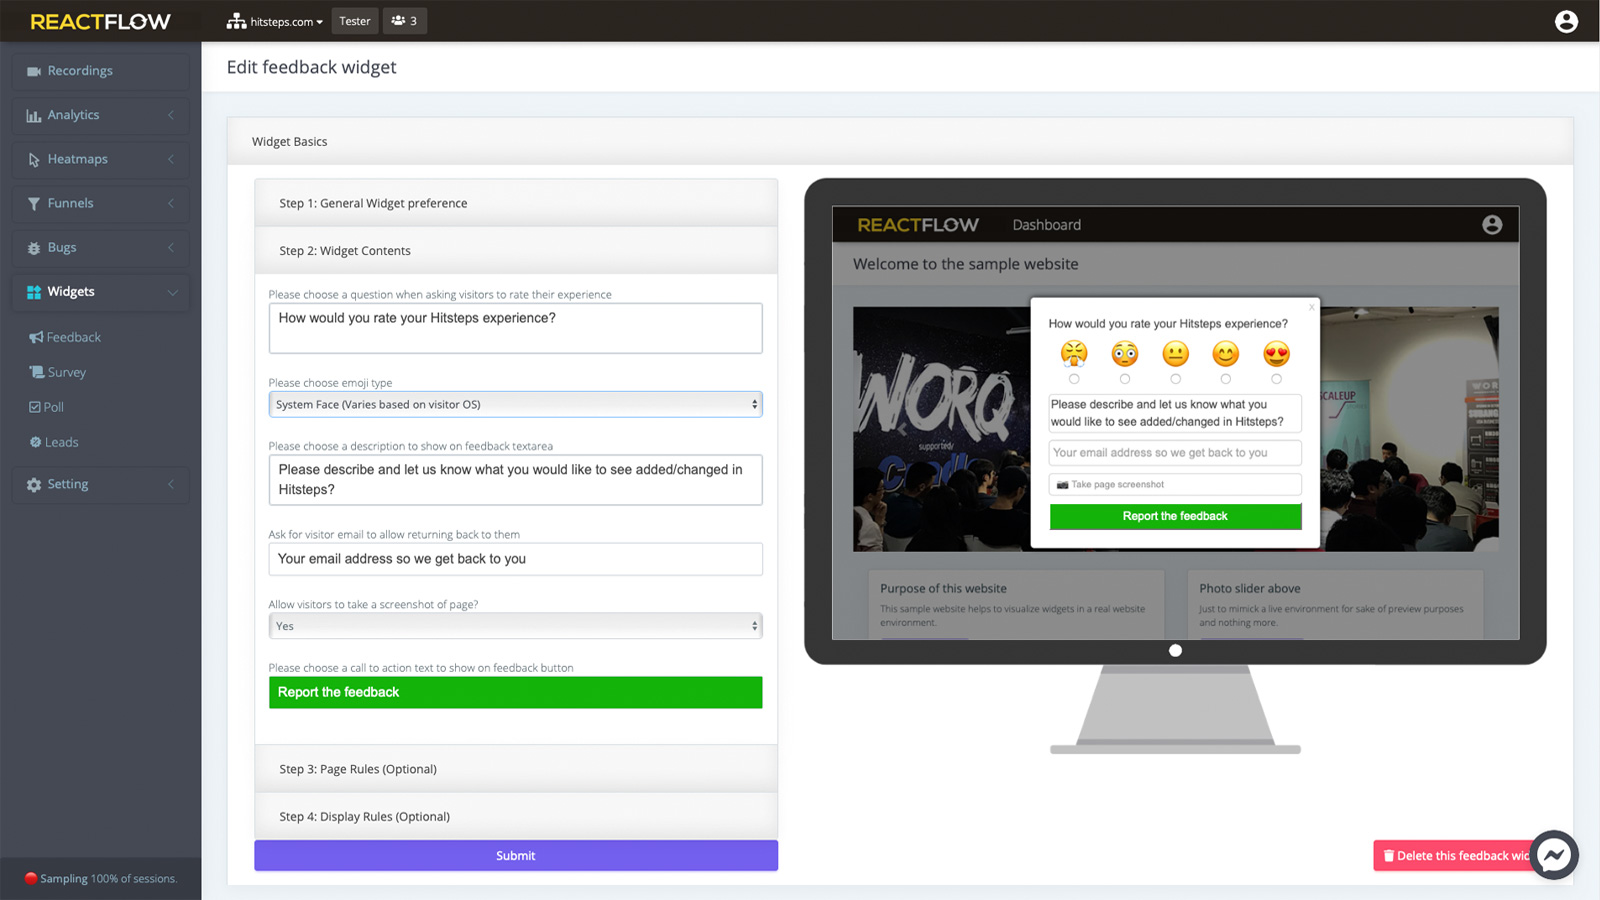 REACTFLOW
hitsteps.com
Tester
3
Recordings
Analytics
Heatmaps
Funnels
Bugs
Widgets
Feedback
Survey
Poll
Leads
Setting
Sampling 100% of sessions.
Edit feedback widget
Widget Basics
Step 1: General Widget preference
Step 2: Widget Contents
Please choose a question when asking visitors to rate their experience
How would you rate your Hitsteps experience?
Please choose emoji type
System Face (Varies based on visitor OS)
Please choose a description to show on feedback textarea
Please describe and let us know what you would like to see added/changed in
Hitsteps?
Ask for visitor email to allow returning back to them
Your email address so we get back to you
Allow visitors to take a screenshot of page?
Yes
Please choose a call to action text to show on feedback button
Report the feedback
Step 3: Page Rules (Optional)
Step 4: Display Rules (Optional)
Submit
REACTFLOW
Dashboard
Welcome to the sample website
WORQ
supported/
SCALEUP
x
How would you rate your Hitsteps experience?
Please describe and let us know what you
would like to see added/changed in Hitsteps?
Your email address so we get back to you
Take page screenshot
Report the feedback
Purpose of this website
This sample website helps to visualize widgets in a real website
environment.
Photo slider above
Just to mimick a live environment for sake of preview purposes
and nothing more.
Delete this feedback